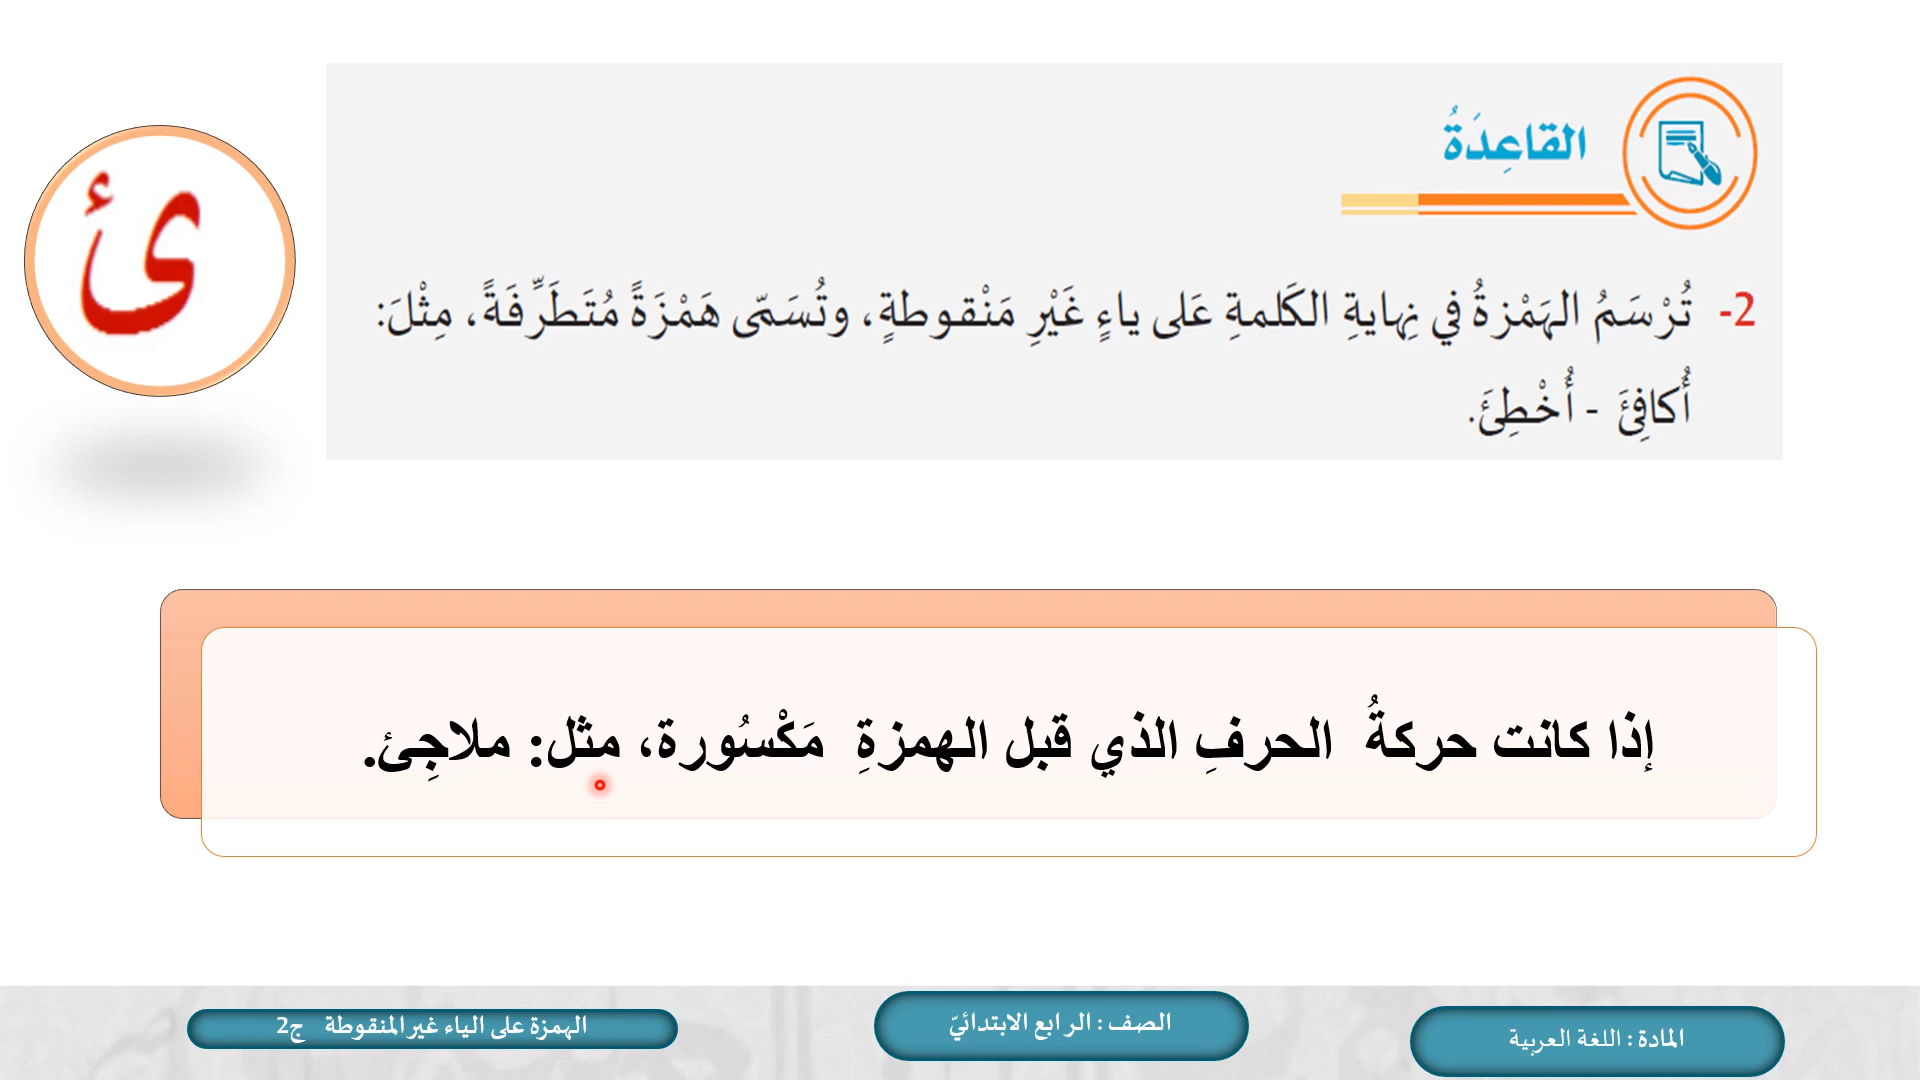 القاعِدَةُ
2- تُرْسَمُ الهَمْزةُ في نِهايةِ الكَلمةِ عَلى ياءٍ غَيْرِ مَنْقوطةٍ، وتُسَمّى هَمْزَةً مُتَطَرِّفَةً، مِثْلَ:
أُكافِئَ - أُخْطِئَ.
ئ
إذا كانت حركةُ الحرفِ الذي قبل الهمزةِ مَكْسُورة، مثل: ملاجِئ.
المادة : اللغة العربية
الصف : الرابع الابتدائيّ
الهمزة على الياء غير المنقوطة ج2